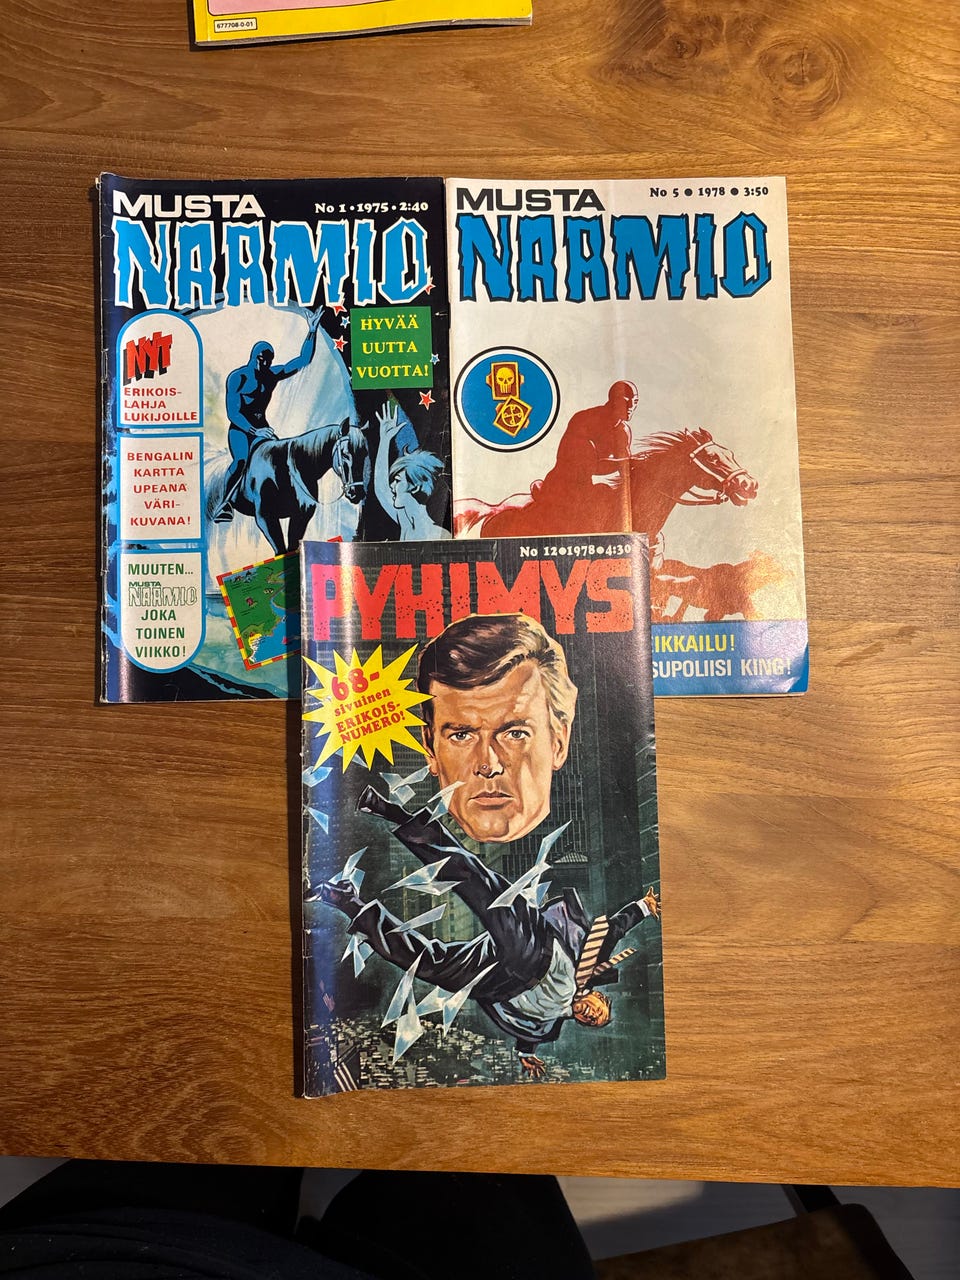 677708-0-01
MUSTA
No 1 • 1975 • 2:40
NAAMIO
HYVÄÄ
UUTTA
VUOTTA!
NYT
ERIKOIS-
LAHJA
LUKIJOILLE
BENGALIN
KARTTA
UPEANA
VÄRI-
KUVANA!
MUUTEN...
MUSTA
NAAMIO
JOKA
TOINEN
VIIKKO!
MUSTA
No 5 ● 1978 ● 3:50
NAAMIO
IKKAILU!
SUPOLIISI KING!
No 12●1978●4:30
PYHIMYS
68-
sivuinen
ERIKOIS-
NUMERO!